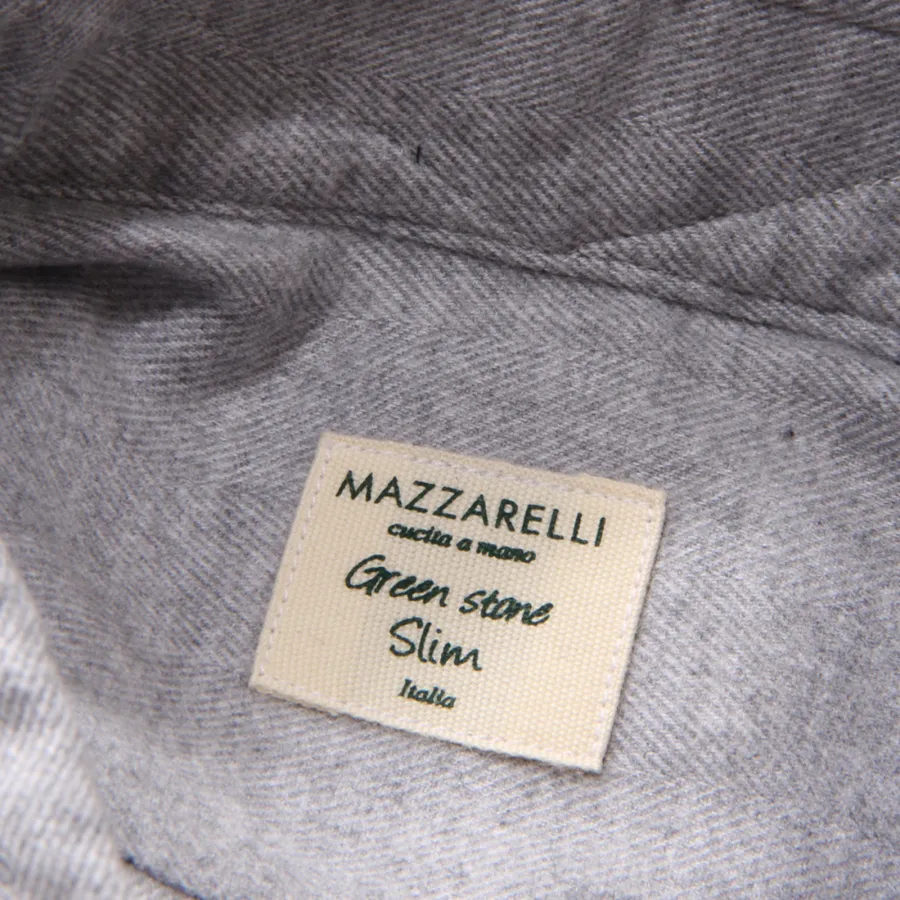 MAZZARELLI
cucita a mano
Green stone
Slim
Italia